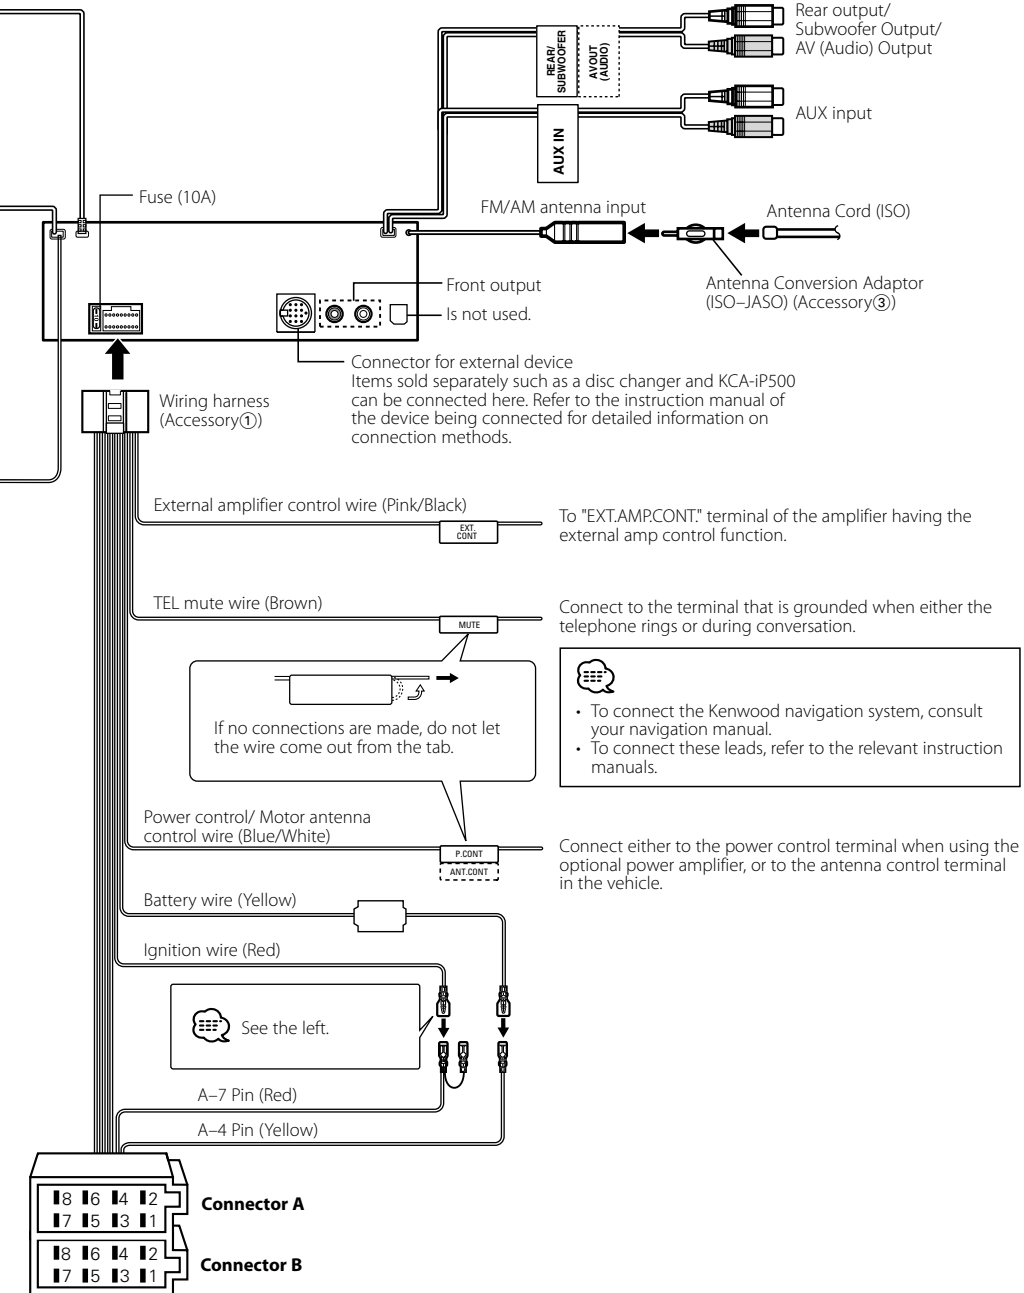 Rear output/
Subwoofer Output/
AV (Audio) Output
REAR/
SUBWOOFER
AVOUT
(AUDIO)
AUX input
AUX IN
Fuse (10A)
FM/AM antenna input
Antenna Cord (ISO)
Antenna Conversion Adaptor
(ISO–JASO) (Accessory③)
Front output
Is not used.
Connector for external device
Items sold separately such as a disc changer and KCA-iP500
can be connected here. Refer to the instruction manual of
the device being connected for detailed information on
connection methods.
Wiring harness
(Accessory①)
External amplifier control wire (Pink/Black)
EXT.
CONT
To "EXT.AMP.CONT." terminal of the amplifier having the
external amp control function.
TEL mute wire (Brown)
MUTE
Connect to the terminal that is grounded when either the
telephone rings or during conversation.
If no connections are made, do not let
the wire come out from the tab.
• To connect the Kenwood navigation system, consult
your navigation manual.
• To connect these leads, refer to the relevant instruction
manuals.
Power control/ Motor antenna
control wire (Blue/White)
P.CONT
ANT.CONT
Connect either to the power control terminal when using the
optional power amplifier, or to the antenna control terminal
in the vehicle.
Battery wire (Yellow)
Ignition wire (Red)
See the left.
A–7 Pin (Red)
A–4 Pin (Yellow)
8 6 4 2
7 5 3 1
Connector A
8 6 4 2
7 5 3 1
Connector B